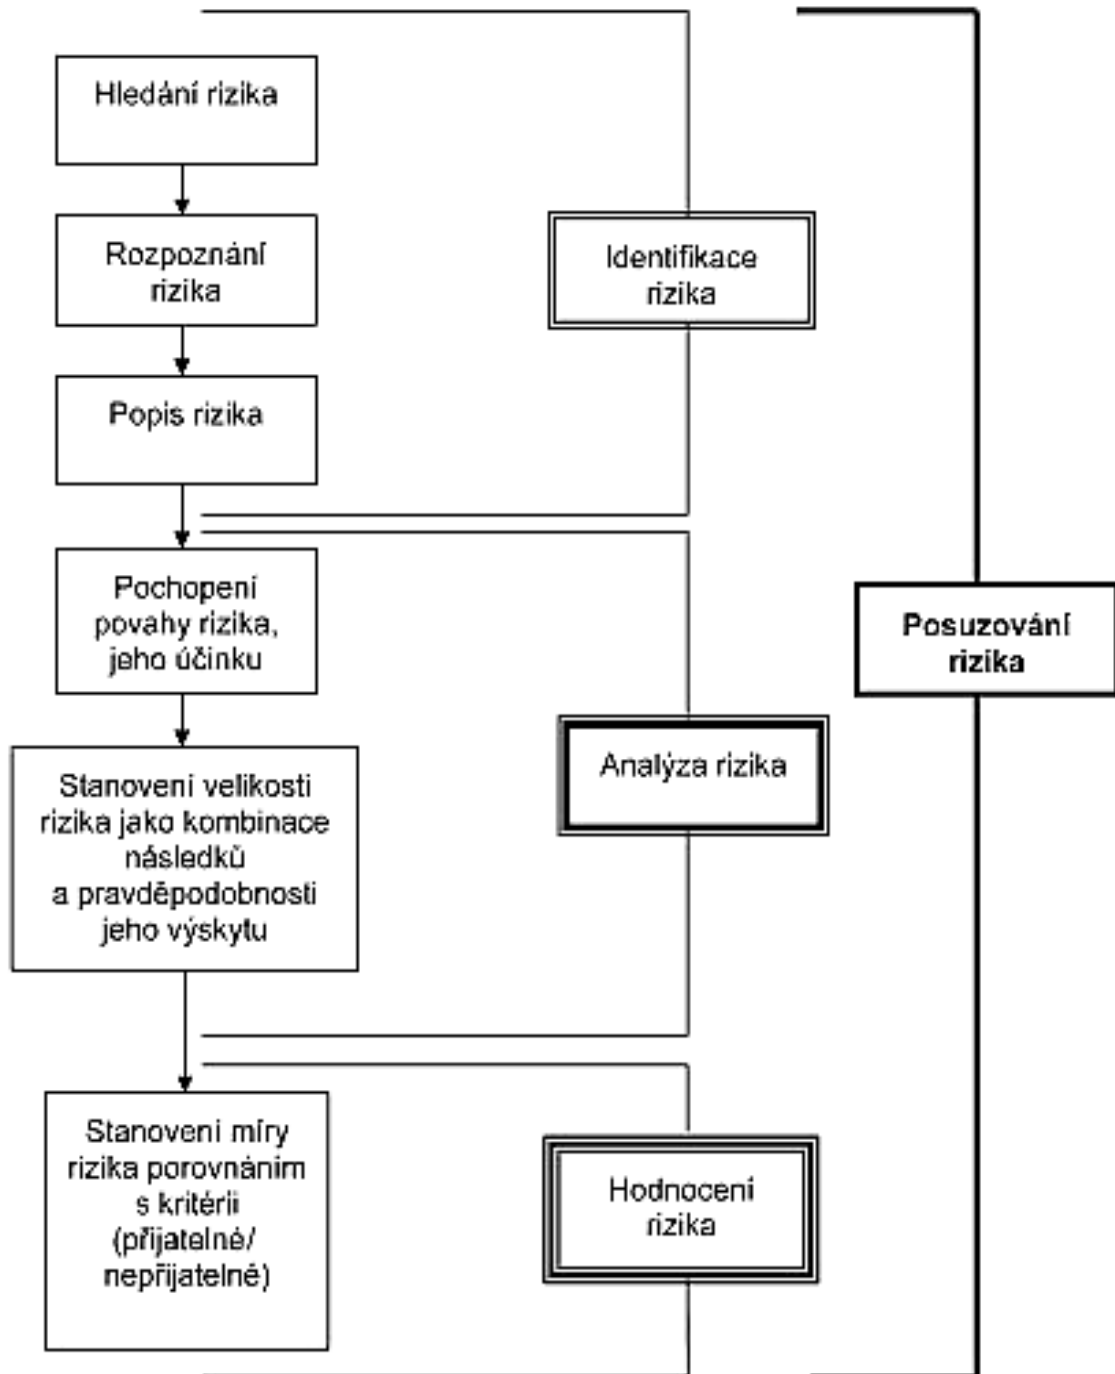 Hledání rizika
Rozpoznání
rizika
Popis rizika
Pochopení
povahy rizika,
jeho účinku
Stanovení velikosti
rizika jako kombinace
následků
a pravděpodobnosti
jeho výskytu
Stanovení míry
rizika porovnáním
s kritérii
(přijatelné/
nepřijatelné)
Identifikace
rizika
Analýza rizika
Hodnocení
rizika
Posuzování
rizika